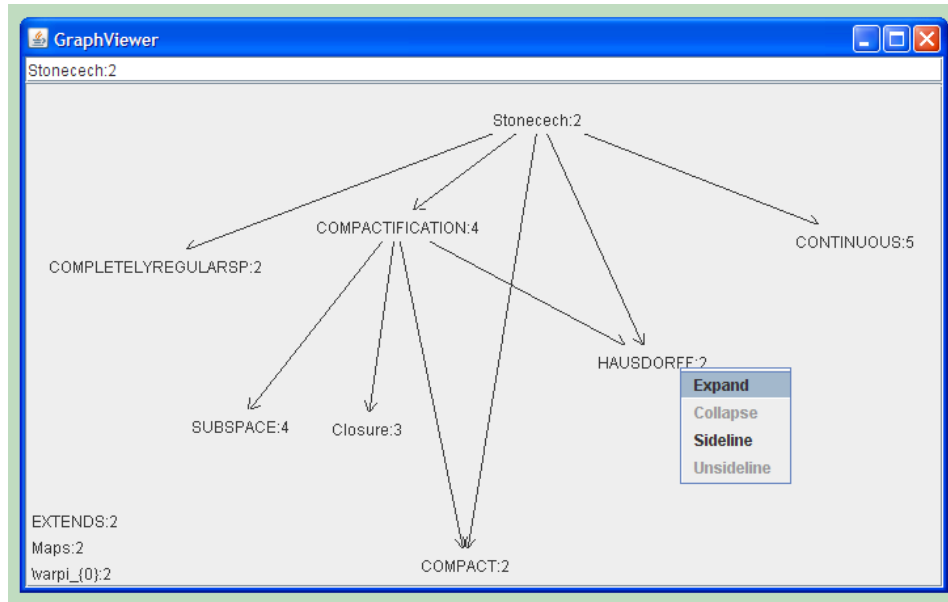 GraphViewer
Stonecech:2
Stonecech:2
COMPACTIFICATION:4
CONTINUOUS:5
COMPLETELYREGULARSP:2
HAUSDORFF:2
Expand
Collapse
Sideline
Unsideline
SUBSPACE:4
Closure:3
EXTENDS:2
Maps:2
\varpi_{0}:2
COMPACT:2